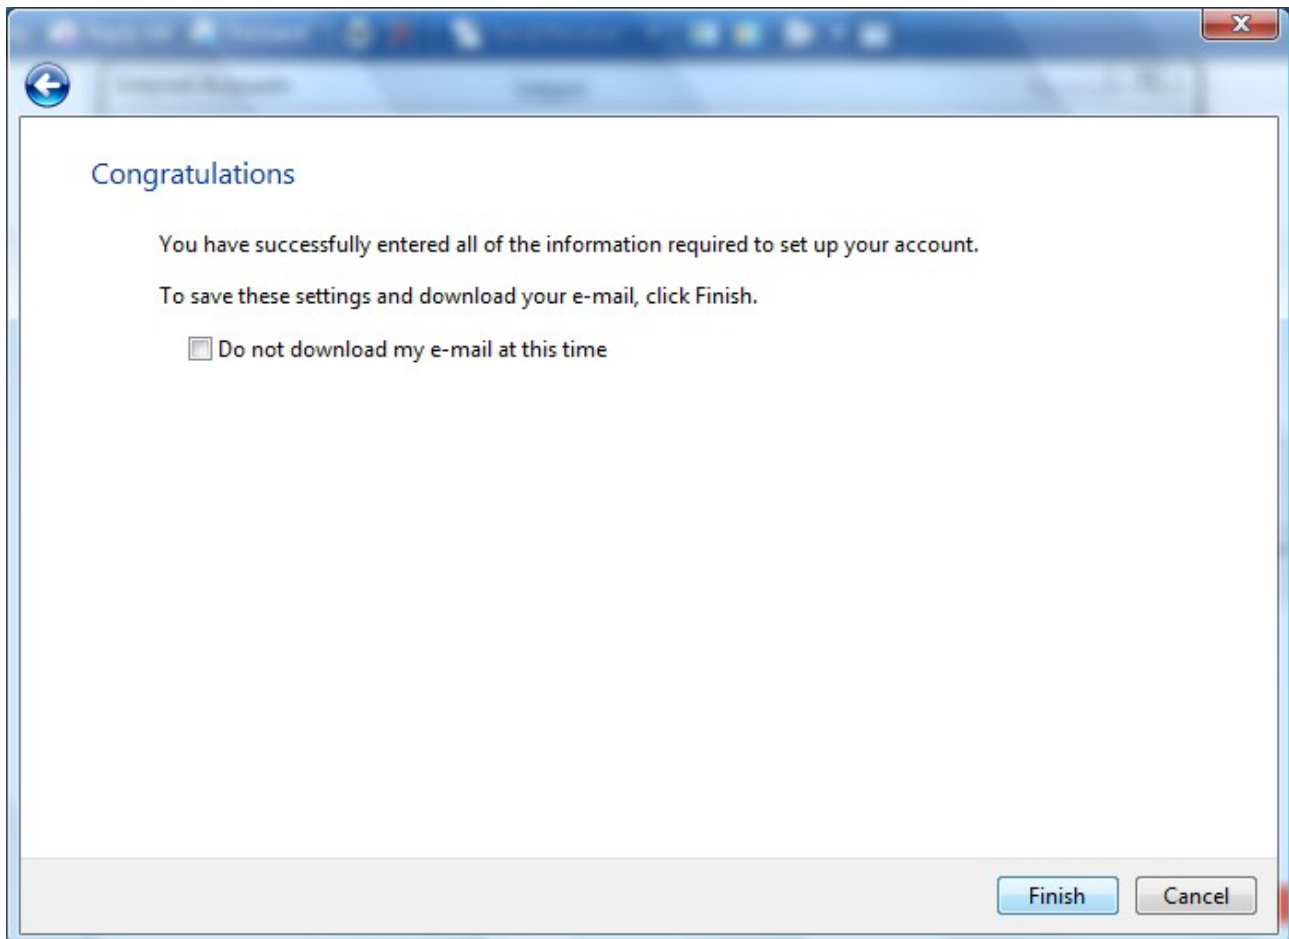 Congratulations
You have successfully entered all of the information required to set up your account.
To save these settings and download your e-mail, click Finish.
Do not download my e-mail at this time
Finish
Cancel